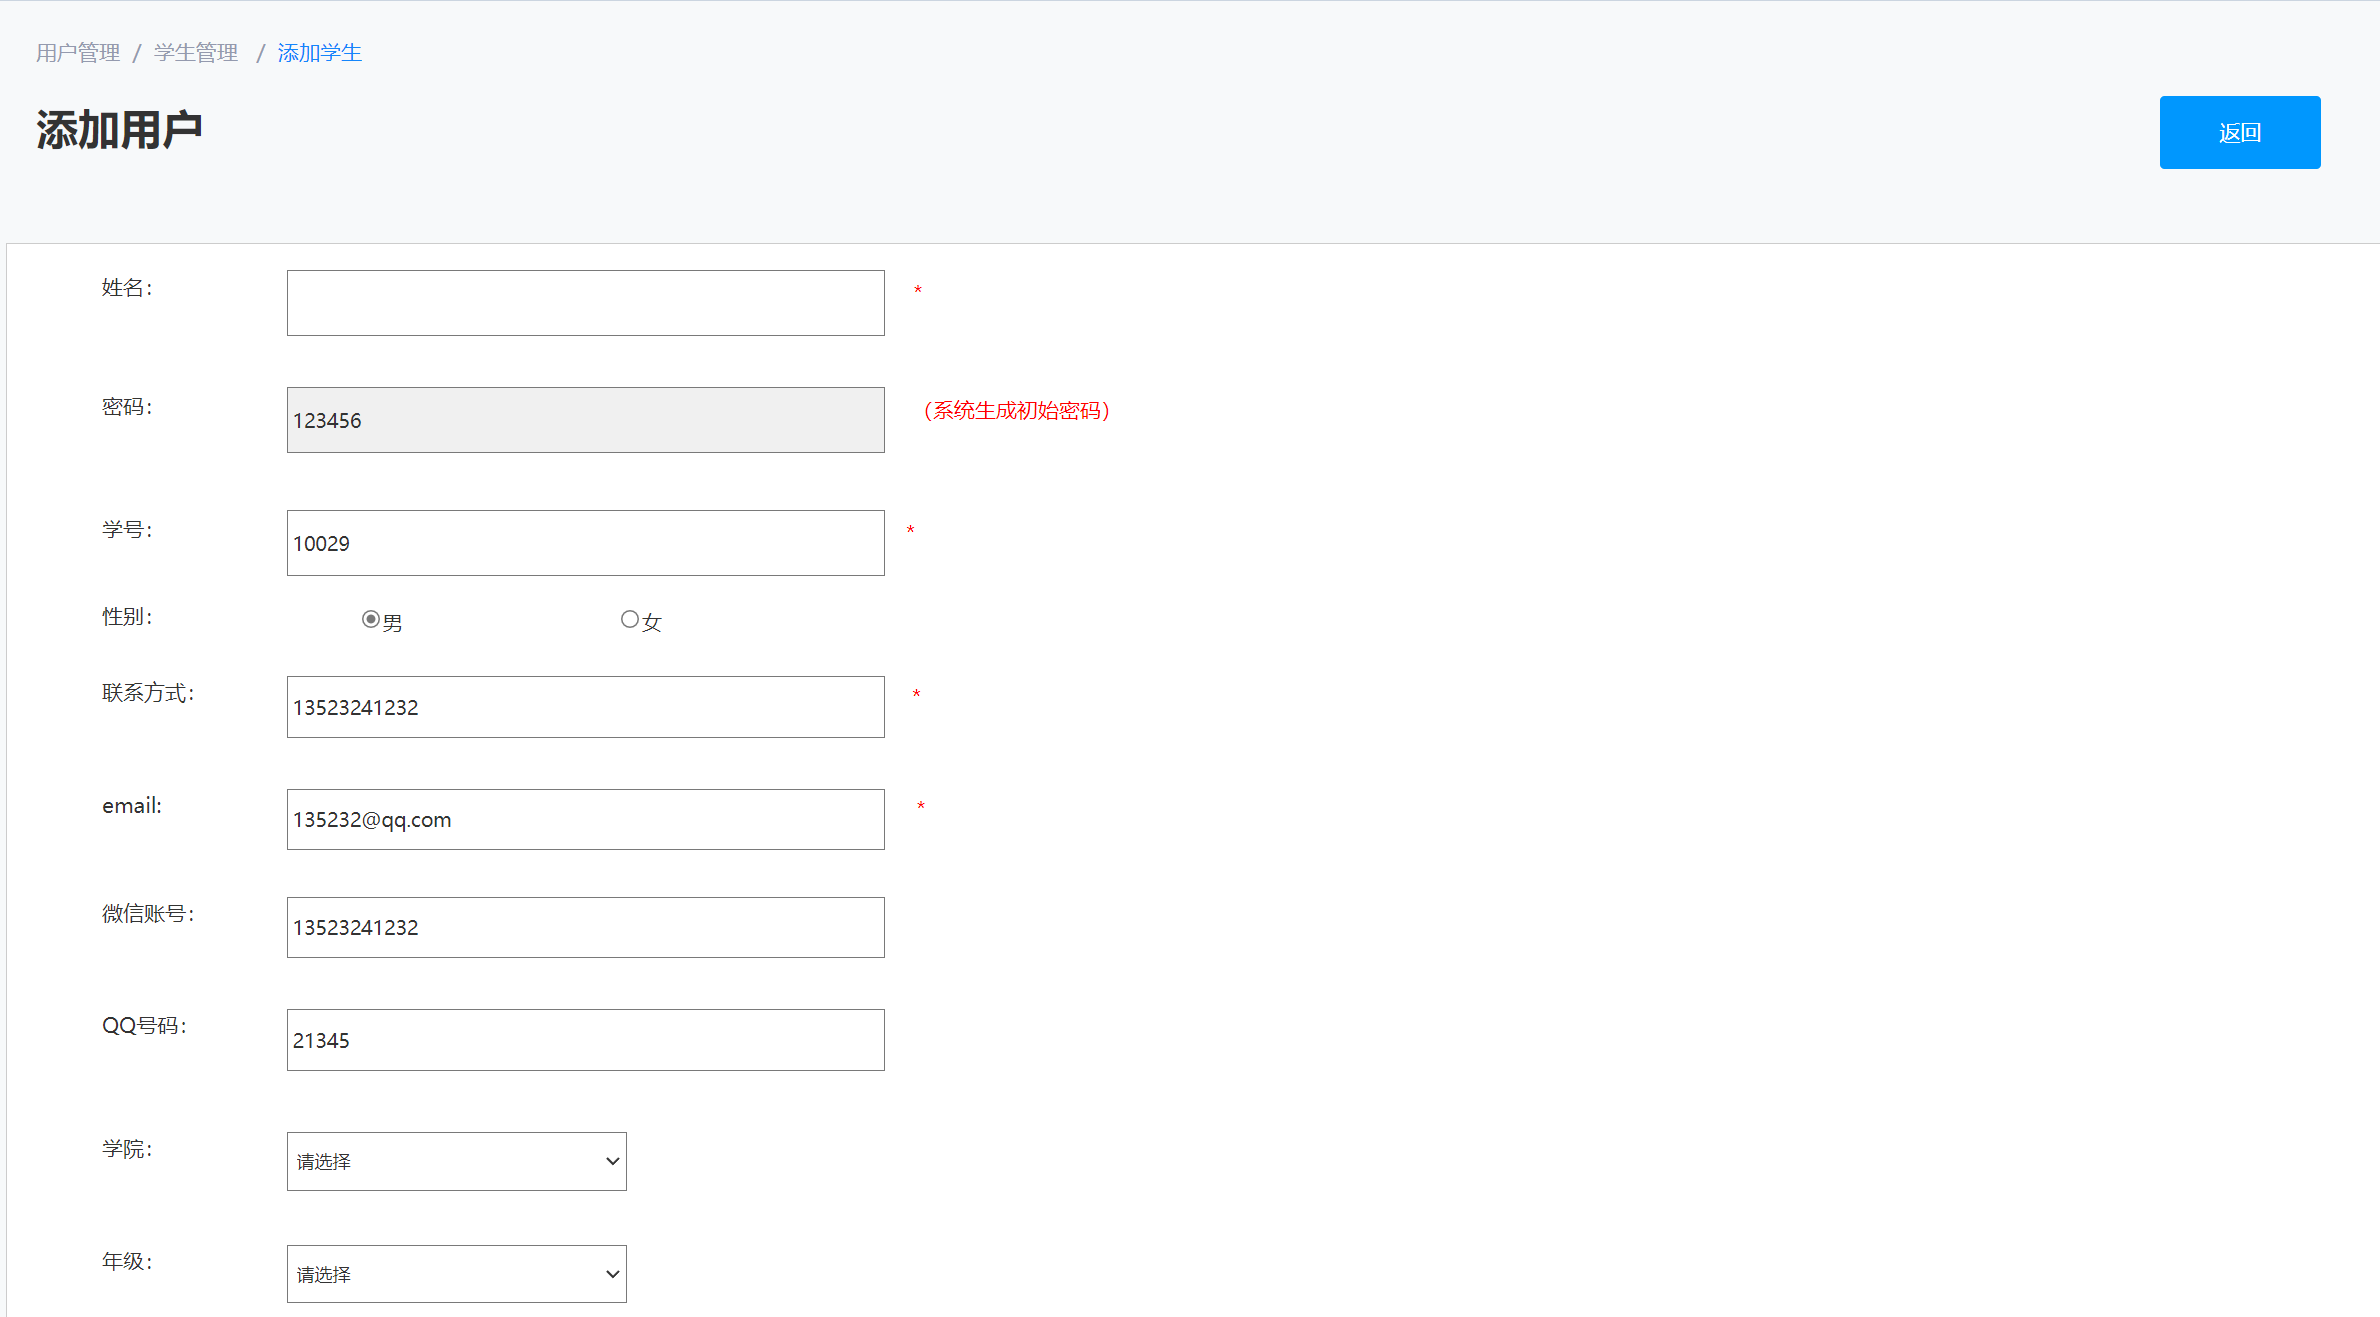 用户管理 / 学生管理 / 添加学生
添加用户
返回
姓名： *
密码： 123456 （系统生成初始密码）
学号： 10029 *
性别： 男 女
联系方式： 13523241232 *
email: 135232@qq.com *
微信账号： 13523241232
QQ号码： 21345
学院： 请选择
年级： 请选择